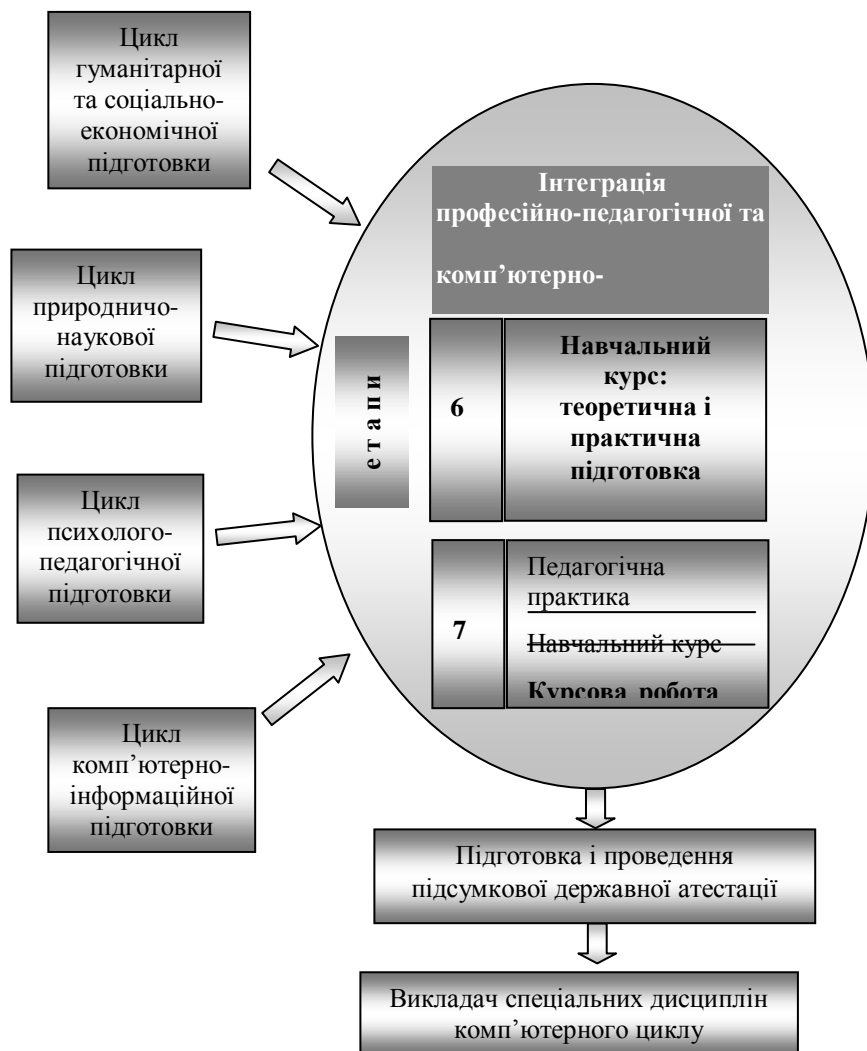 Цикл
гуманітарної
та соціально-
економічної
підготовки
Цикл
природничо-
наукової
підготовки
Цикл
психолого-
педагогічної
підготовки
Цикл
комп’ютерно-
інформаційної
підготовки
Інтеграція
професійно-педагогічної та
комп’ютерно-
етапи
6
Навчальний
курс:
теоретична і
практична
підготовка
7
Педагогічна
практика
Навчальний курс
Курсова робота
Підготовка і проведення
підсумкової державної атестації
Викладач спеціальних дисциплін
комп’ютерного циклу